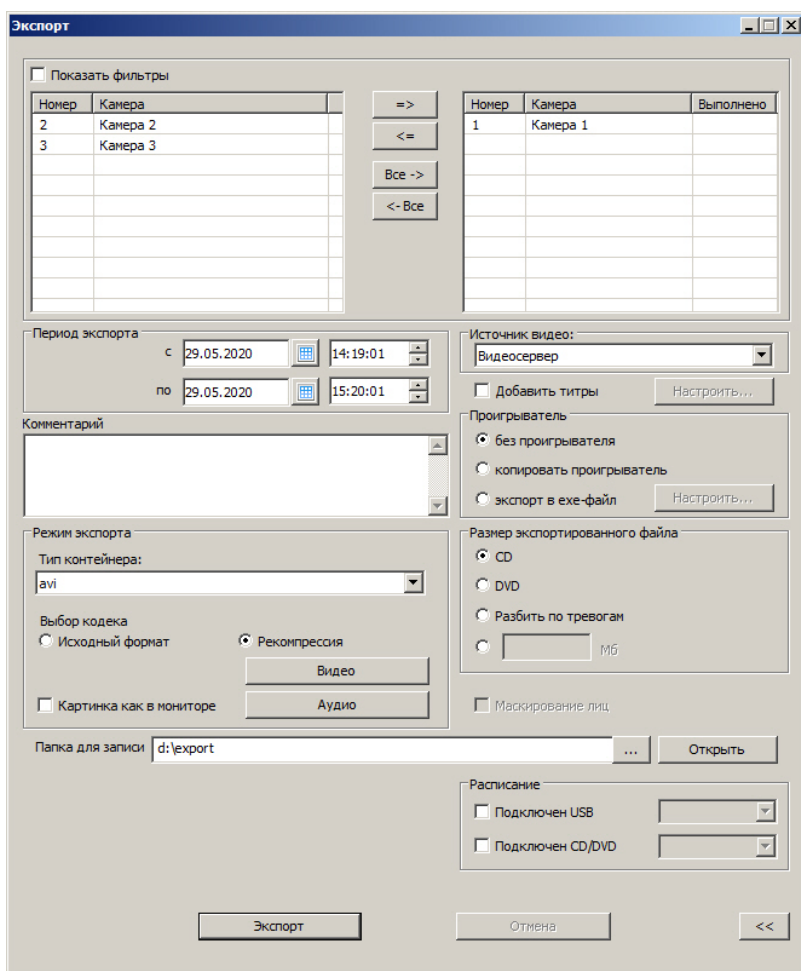 Экспорт
Показать фильтры
Номер Камера
2 Камера 2
3 Камера 3
=>
<=
Все ->
<- Все
Номер Камера Выполнено
1 Камера 1
Период экспорта
с 29.05.2020 14:19:01
по 29.05.2020 15:20:01
Источник видео:
Видеосервер
Добавить титры Настроить...
Комментарий
Проигрыватель
без проигрывателя
копировать проигрыватель
экспорт в exe-файл Настроить...
Режим экспорта
Тип контейнера:
avi
Выбор кодека
Исходный формат Рекомпрессия
Видео
Картинка как в мониторе Аудио
Размер экспортированного файла
CD
DVD
Разбить по тревогам
Мб
Маскирование лиц
Папка для записи d:\export ... Открыть
Расписание
Подключен USB
Подключен CD/DVD
Экспорт Отмена <<